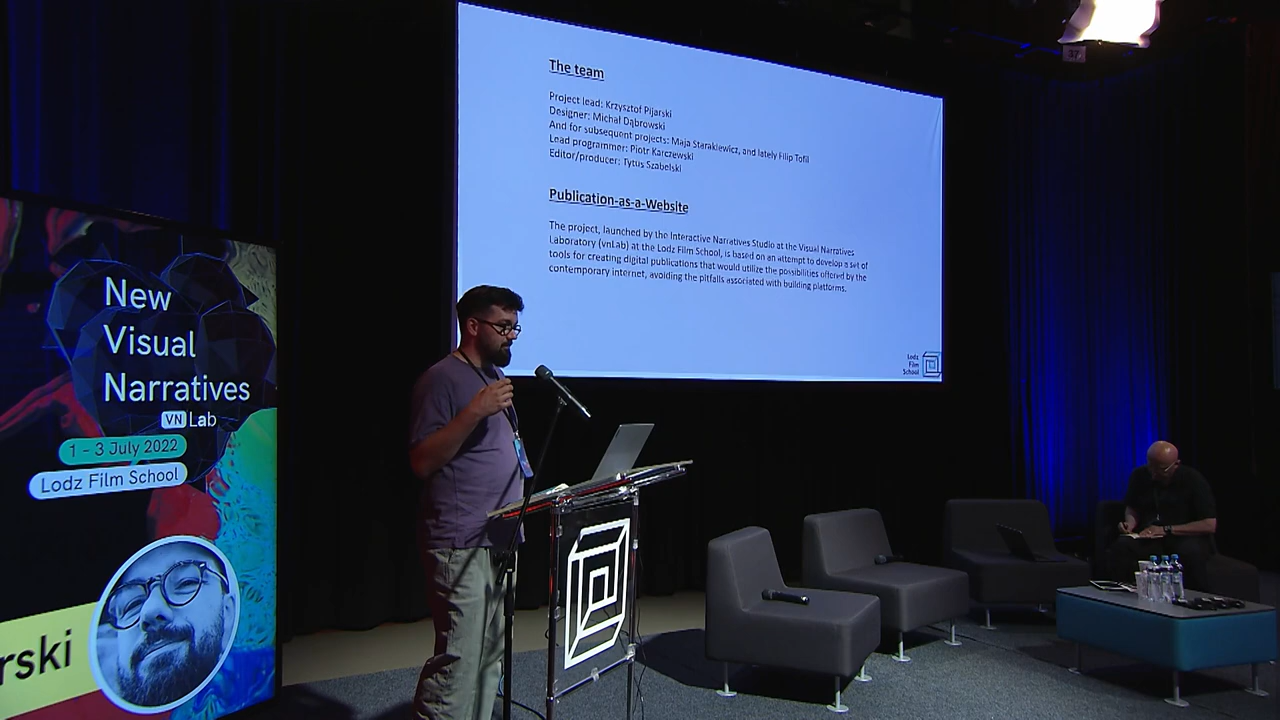 The team
Project lead: Krzysztof Pijarski
Designer: Michał Dąbrowski
And for subsequent projects: Maja Starakiewicz, and lately Filip Tofil
Lead programmer: Piotr Karczewski
Editor/producer: Tytus Szabelski
Publication-as-a-Website
The project, launched by the Interactive Narratives Studio at the Visual Narratives
Laboratory (vnLab) at the Lodz Film School, is based on an attempt to develop a set of
tools for creating digital publications that would utilize the possibilities offered by the
contemporary internet, avoiding the pitfalls associated with building platforms.
Lodz
Film
School
37
New
Visual
Narratives
VN Lab
1 - 3 July 2022
Lodz Film School
rski